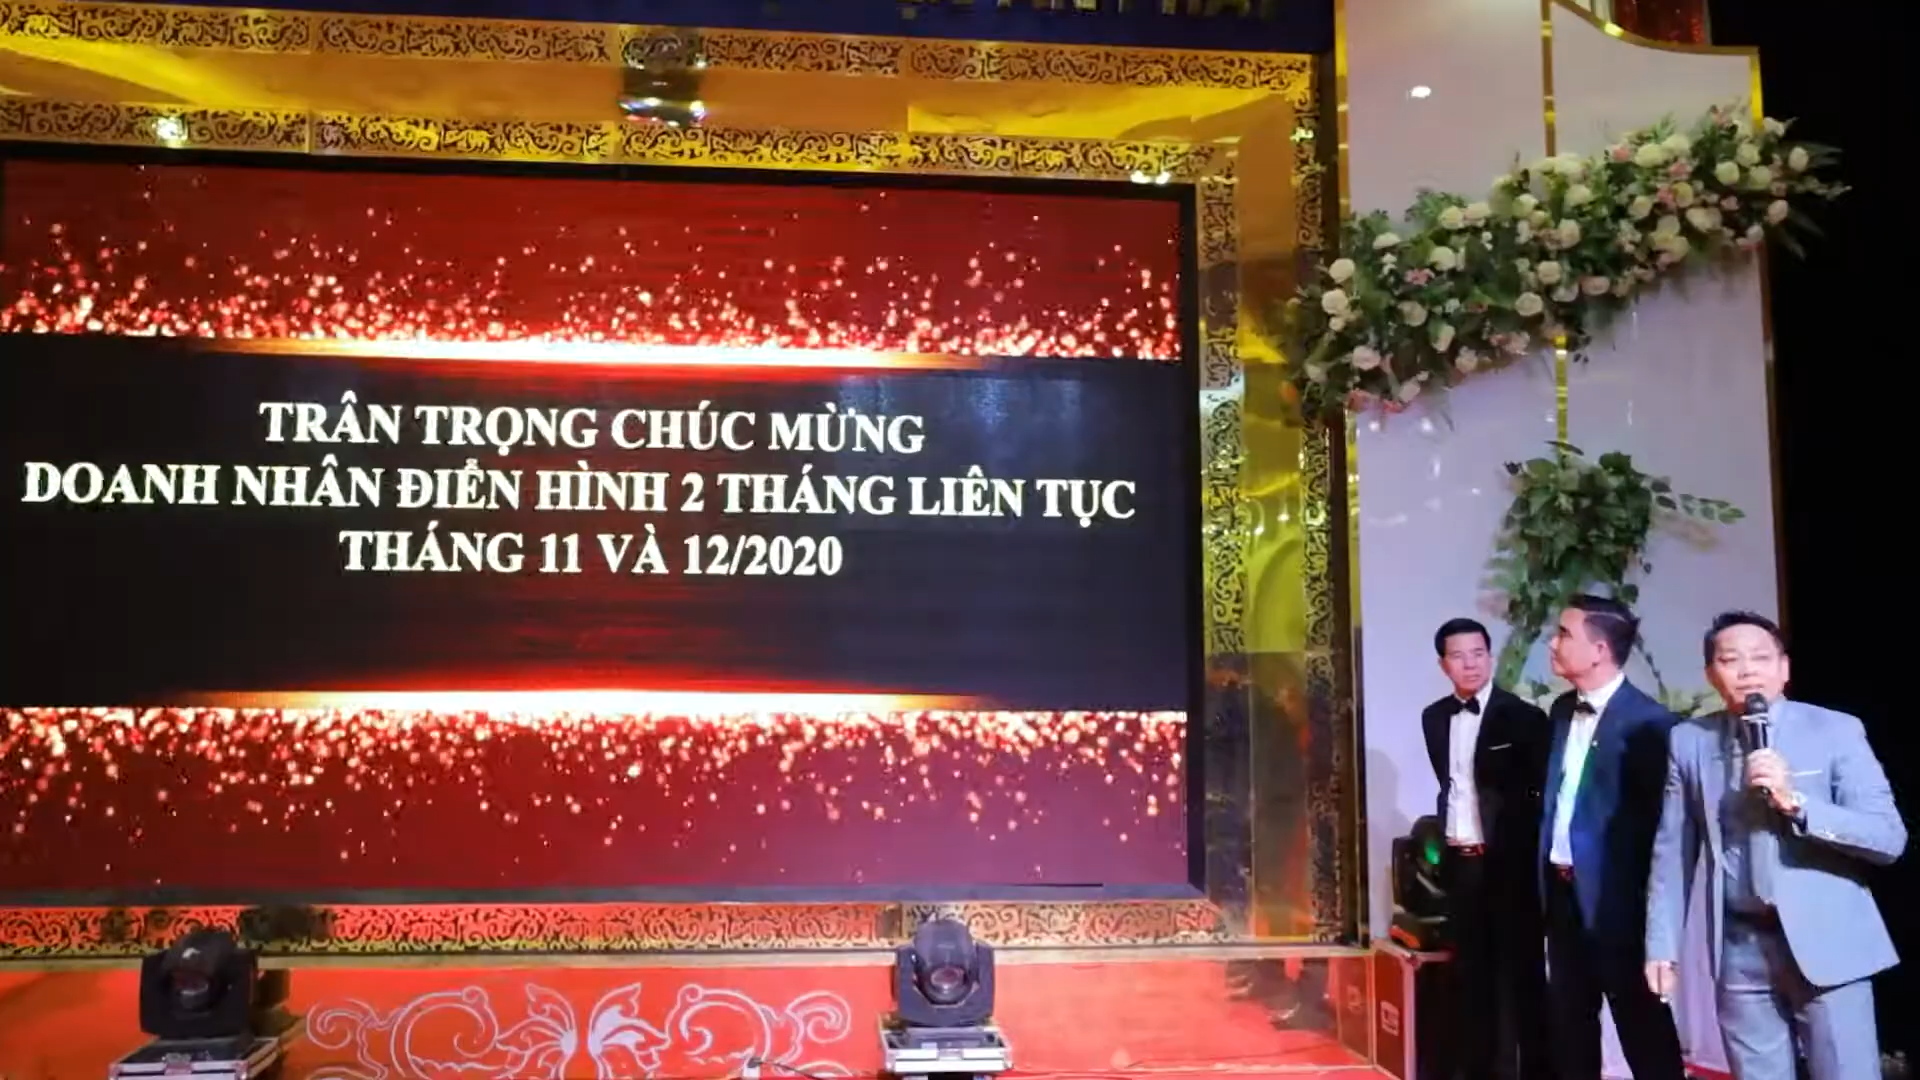 TRÂN TRỌNG CHÚC MỪNG
DOANH NHÂN ĐIỂN HÌNH 2 THÁNG LIÊN TỤC
THÁNG 11 VÀ 12/2020